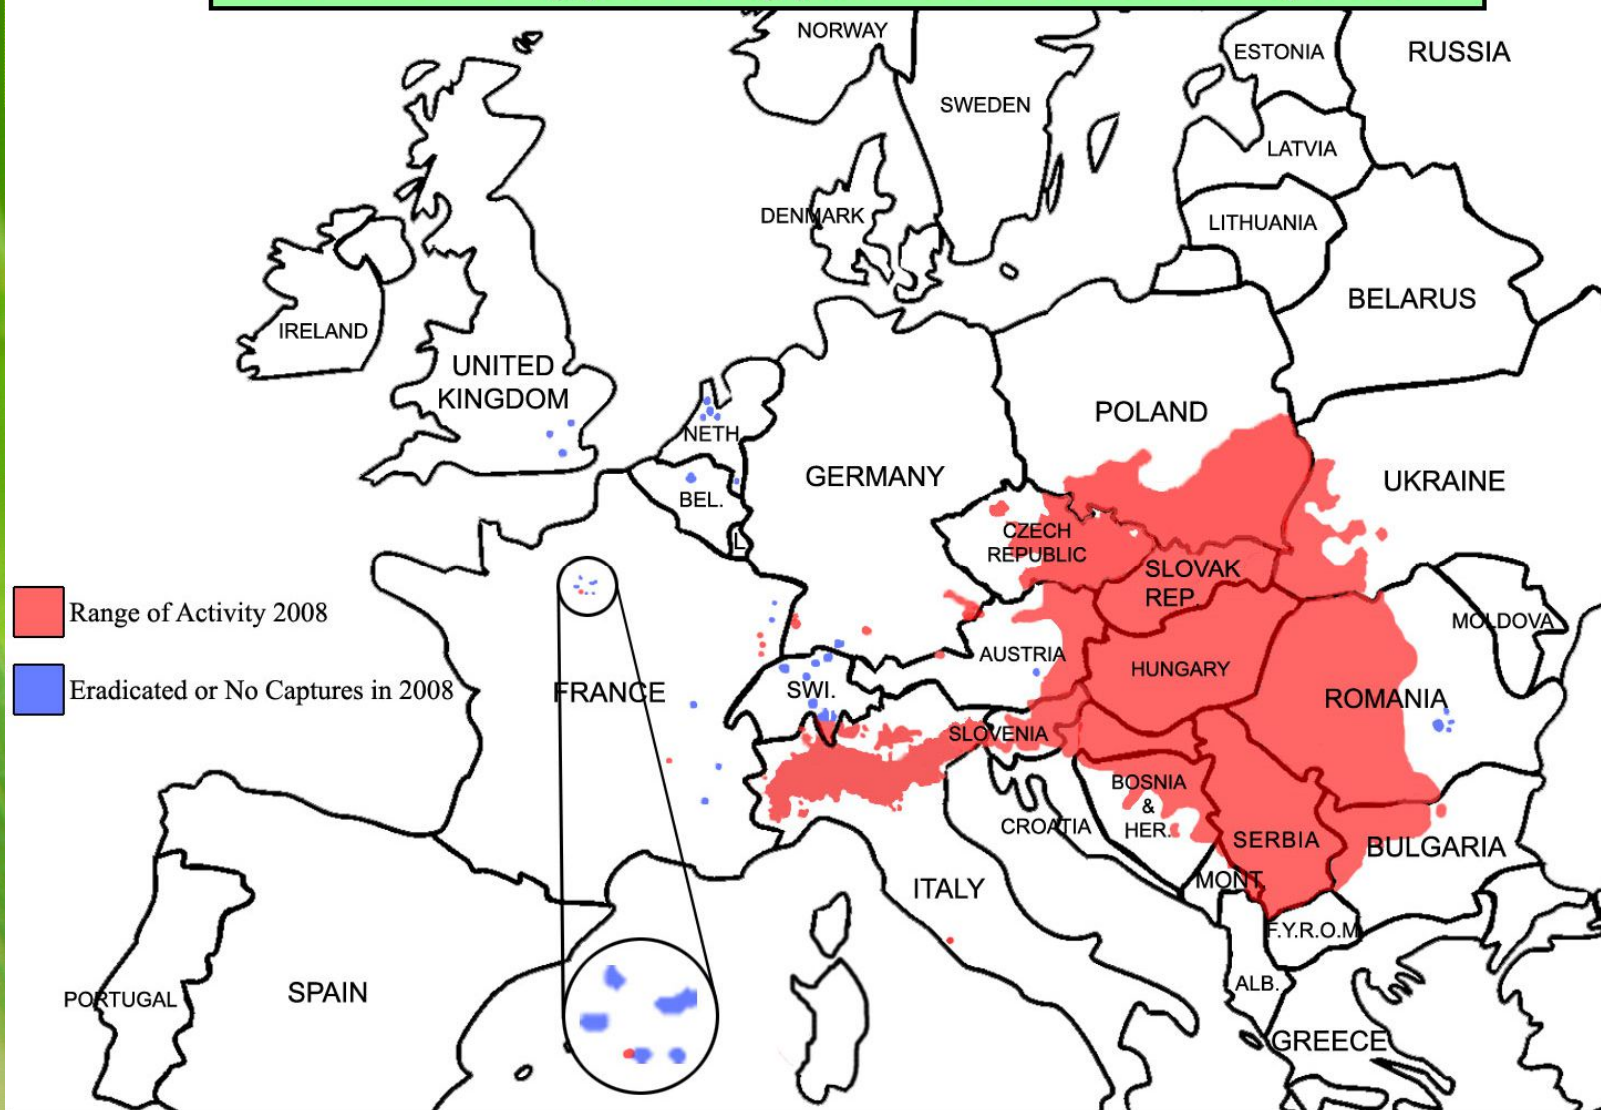 NORWAY
ESTONIA
RUSSIA
SWEDEN
LATVIA
DENMARK
LITHUANIA
BELARUS
IRELAND
UNITED
KINGDOM
POLAND
NETH.
GERMANY
UKRAINE
BEL.
CZECH
REPUBLIC
L
SLOVAK
REP.
Range of Activity 2008
MOLDOVA
AUSTRIA
HUNGARY
Eradicated or No Captures in 2008
FRANCE
SWI.
ROMANIA
SLOVENIA
BOSNIA
&
HER.
CROATIA
SERBIA
BULGARIA
MONT
ITALY
F.Y.R.O.M
ALB.
PORTUGAL
SPAIN
GREECE